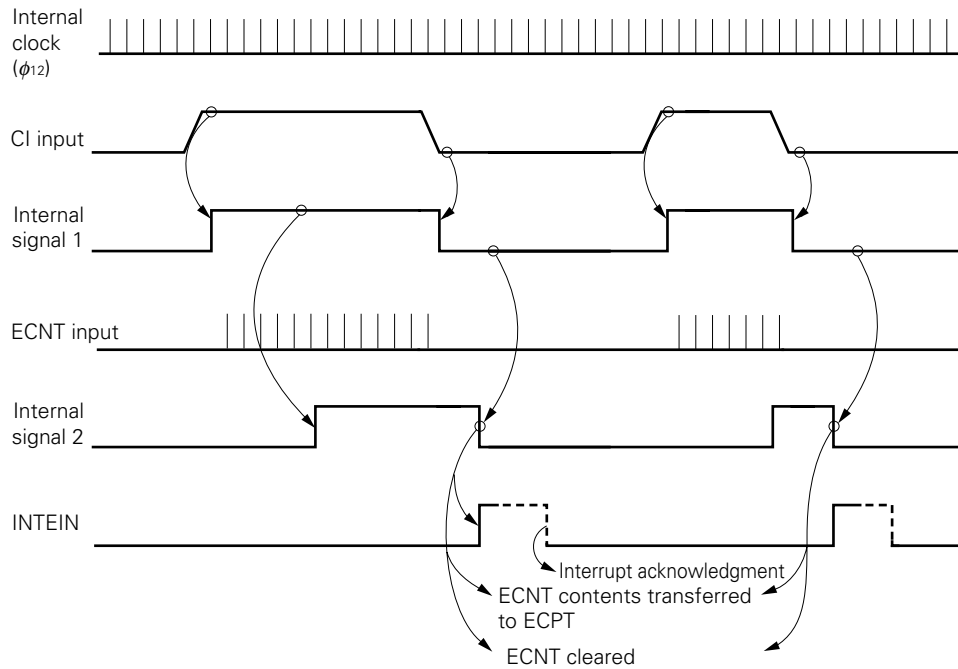 Internal
clock
(ϕ12)
CI input
Internal
signal 1
ECNT input
Internal
signal 2
INTEIN
Interrupt acknowledgment
ECNT contents transferred
to ECPT
ECNT cleared